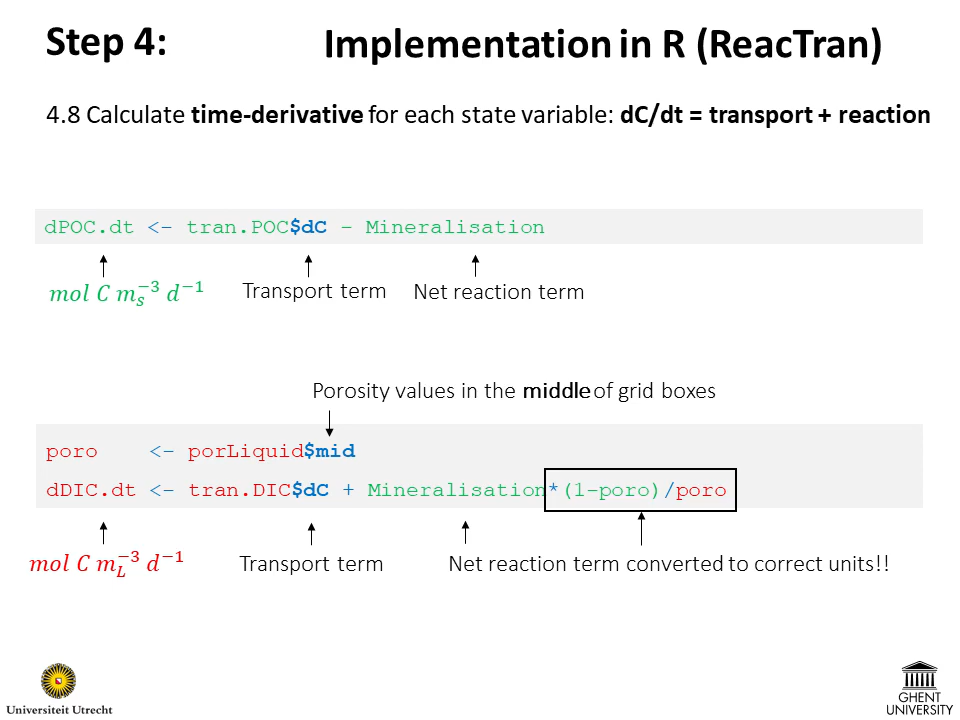 Step 4: Implementation in R (ReacTran)
4.8 Calculate time-derivative for each state variable: dC/dt = transport + reaction
dPOC.dt <- tran.POC$dC - Mineralisation
mol C m_s^{-3} d^{-1} Transport term Net reaction term
Porosity values in the middle of grid boxes
poro <- porLiquid$mid
dDIC.dt <- tran.DIC$dC + Mineralisation*(1-poro)/poro
mol C m_L^{-3} d^{-1} Transport term Net reaction term converted to correct units!!
Universiteit Utrecht
GHENT
UNIVERSITY